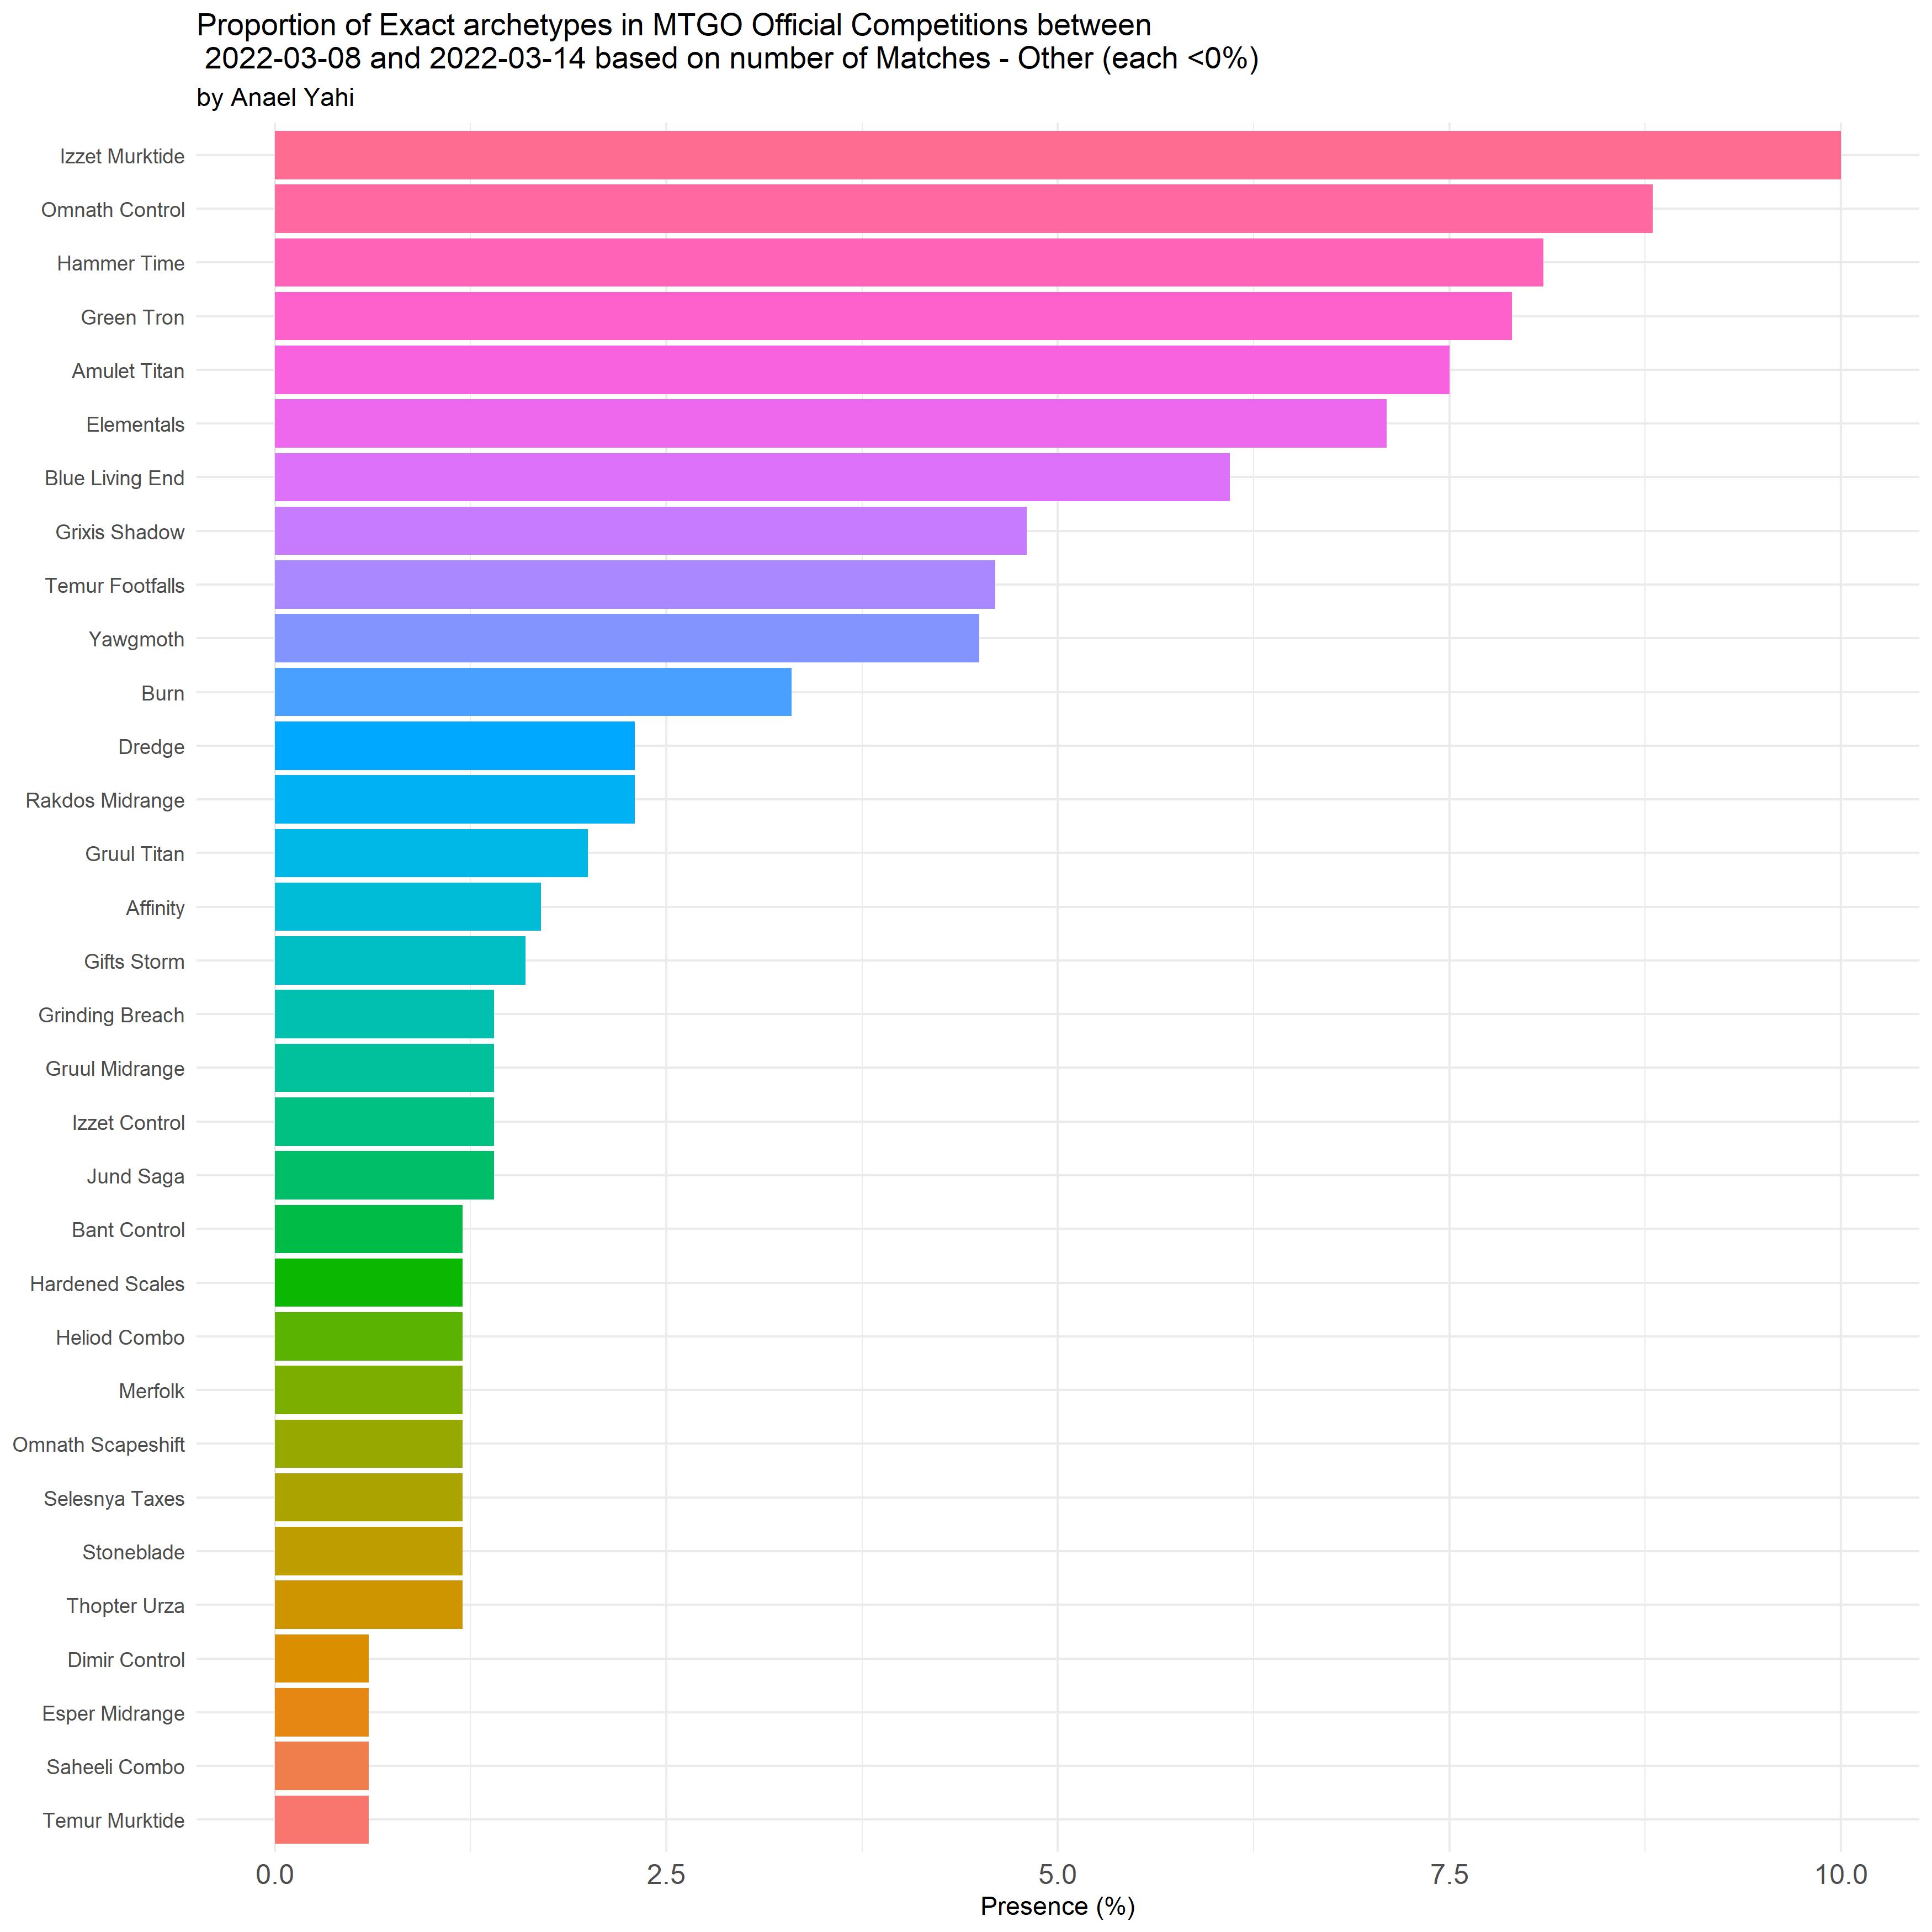 Proportion of Exact archetypes in MTGO Official Competitions between
2022-03-08 and 2022-03-14 based on number of Matches - Other (each <0%)
by Anael Yahi
Izzet Murktide
Omnath Control
Hammer Time
Green Tron
Amulet Titan
Elementals
Blue Living End
Grixis Shadow
Temur Footfalls
Yawgmoth
Burn
Dredge
Rakdos Midrange
Gruul Titan
Affinity
Gifts Storm
Grinding Breach
Gruul Midrange
Izzet Control
Jund Saga
Bant Control
Hardened Scales
Heliod Combo
Merfolk
Omnath Scapeshift
Selesnya Taxes
Stoneblade
Thopter Urza
Dimir Control
Esper Midrange
Saheeli Combo
Temur Murktide
0.0 2.5 5.0 7.5 10.0
Presence (%)